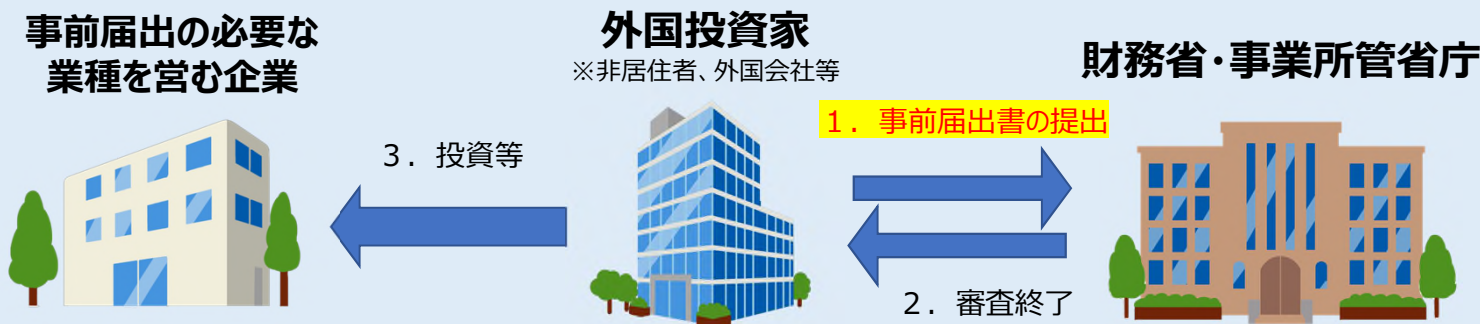 事前届出の必要な
業種を営む企業
外国投資家
※非居住者、外国会社等
財務省・事業所管省庁
1．事前届出書の提出
3．投資等
2．審査終了